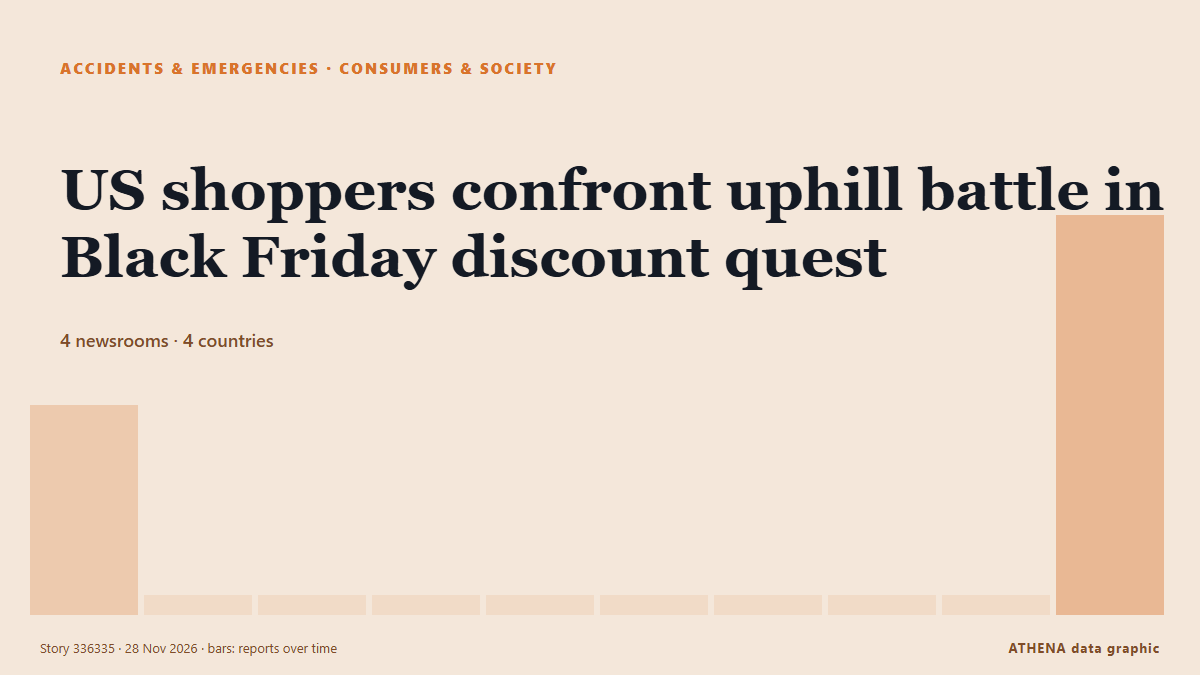 ACCIDENTS & EMERGENCIES · CONSUMERS & SOCIETY
US shoppers confront uphill battle in
Black Friday discount quest
4 newsrooms · 4 countries
Story 336335 · 28 Nov 2026 · bars: reports over time
ATHENA data graphic